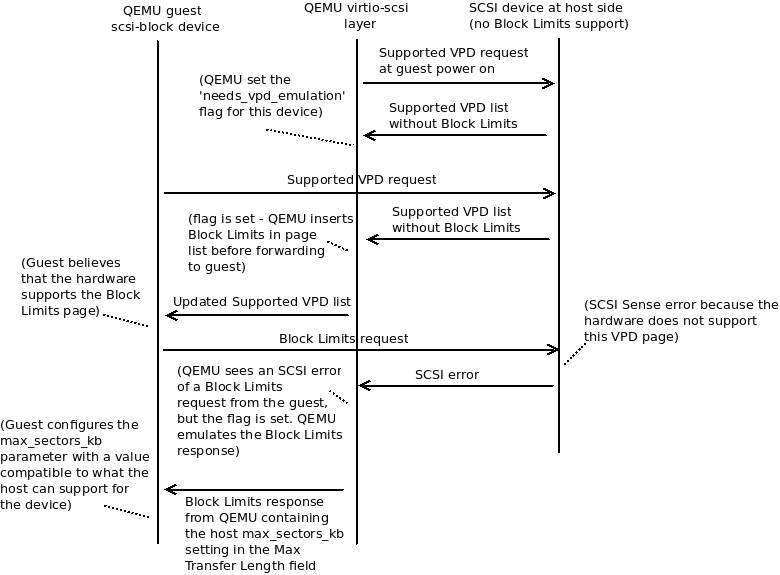 QEMU guest
scsi-block device
QEMU virtio-scsi
layer
SCSI device at host side
(no Block Limits support)
Supported VPD request
at guest power on
(QEMU set the
'needs_vpd_emulation'
flag for this device)
Supported VPD list
without Block Limits
Supported VPD request
(flag is set - QEMU inserts
Block Limits in page
list before forwarding
to guest)
Supported VPD list
without Block Limits
(Guest believes
that the hardware
supports the Block
Limits page)
Updated Supported VPD list
(SCSI Sense error because the
hardware does not support
this VPD page)
Block Limits request
(QEMU sees an SCSI error
of a Block Limits
request from the guest,
but the flag is set. QEMU
emulates the Block Limits
response)
SCSI error
(Guest configures the
max_sectors_kb
parameter with a value
compatible to what the
host can support for
the device)
Block Limits response
from QEMU containing
the host max_sectors_kb
setting in the Max
Transfer Length field